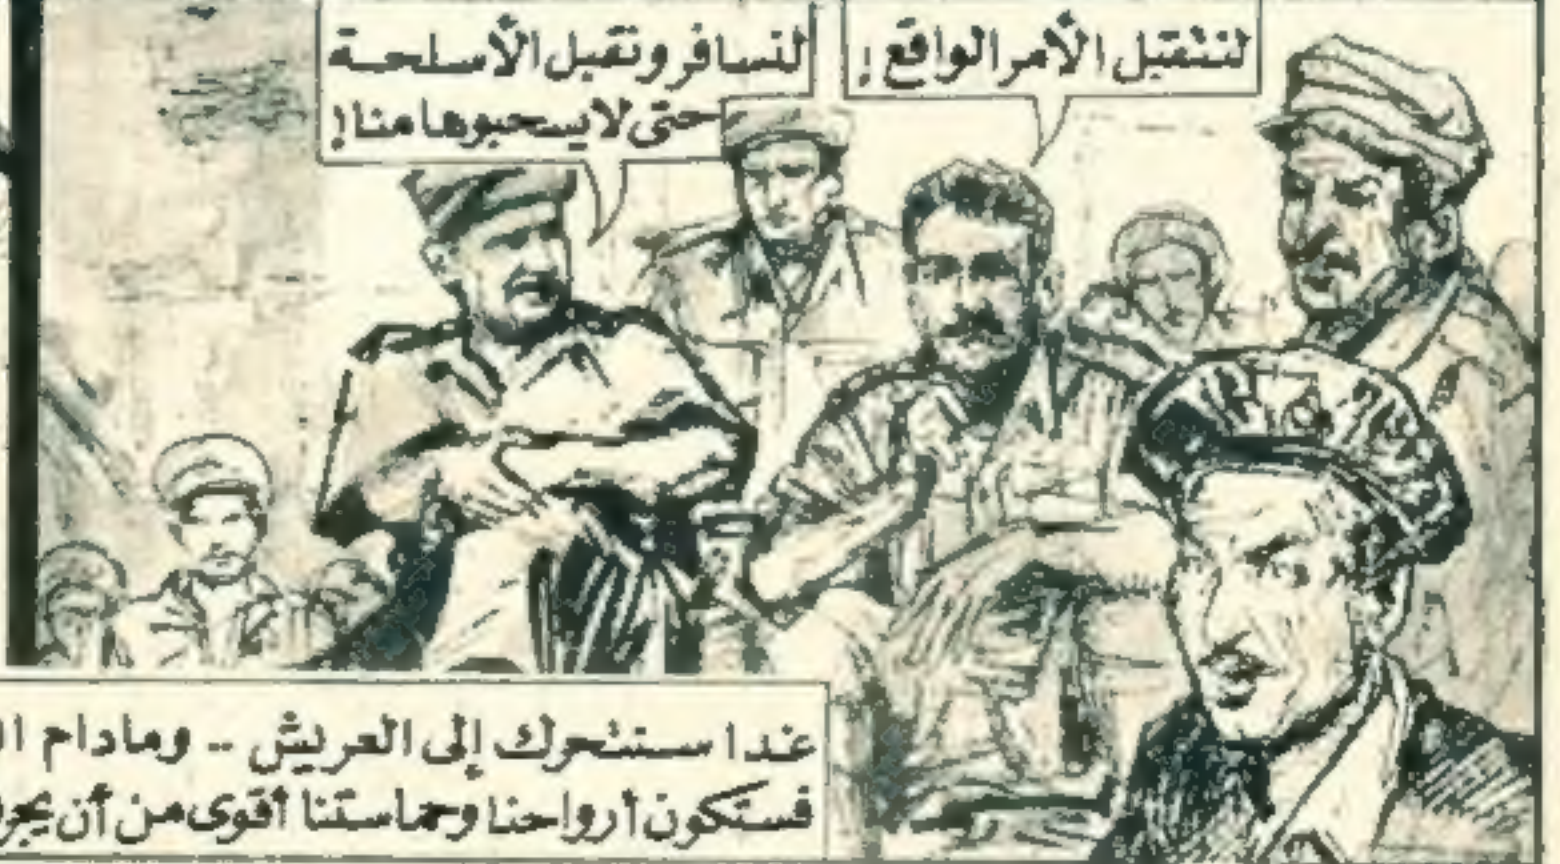 لنتقبل الأمر الواقع !
لنسافر ونقبل الأسلحة
حتى لا يسحبوها منا !
غدا سنتحرك إلى العريش .. ومادام
فستكون أرواحنا وحماستنا أقوى من أن